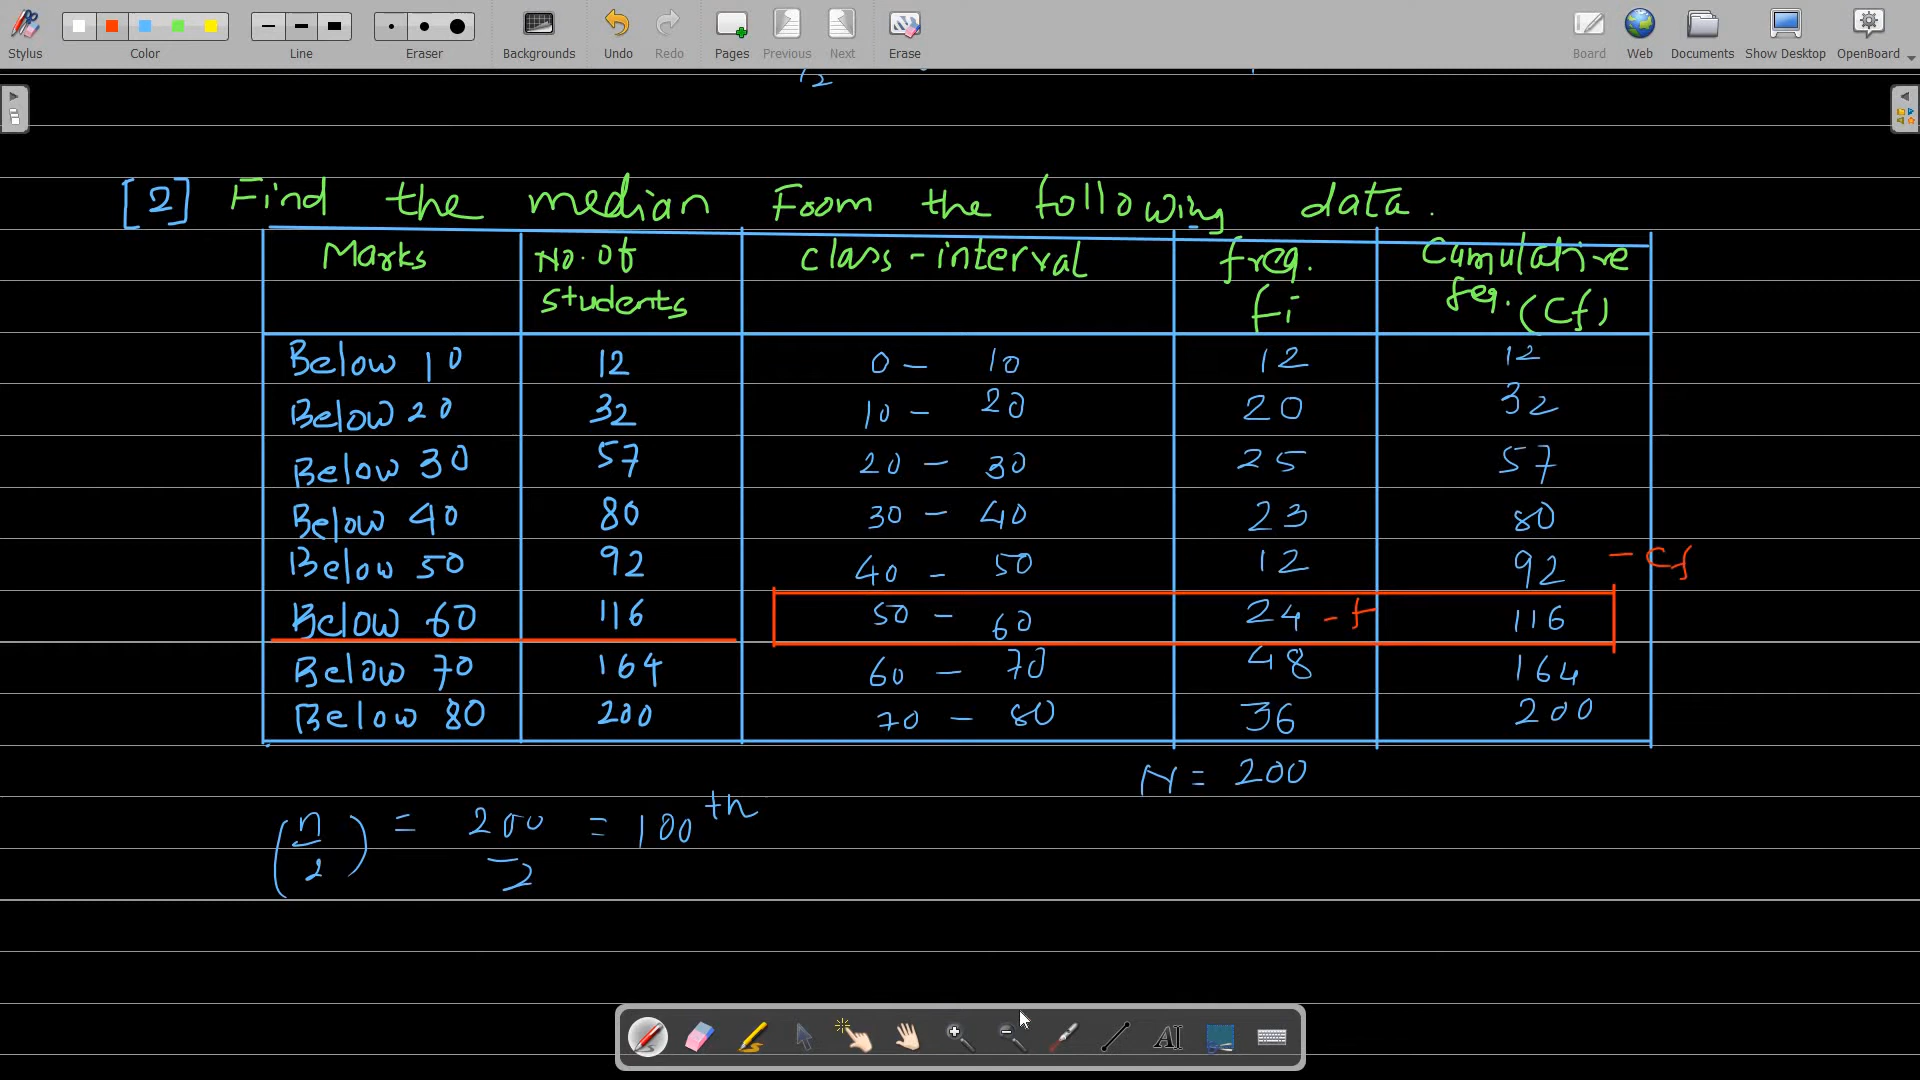 Stylus Color Line Eraser Backgrounds Undo Redo Pages Previous Next Erase Board Web Documents Show Desktop OpenBoard
[2] Find the median From the following data.
Marks No. of students class-interval freq. fi Cumulative feq. (Cf)
Below 10 12 0 - 10 12 12
Below 20 32 10 - 20 20 32
Below 30 57 20 - 30 25 57
Below 40 80 30 - 40 23 80
Below 50 92 40 - 50 12 92 - Cf
Below 60 116 50 - 60 24 - f 116
Below 70 164 60 - 70 48 164
Below 80 200 70 - 80 36 200
N = 200
(n/2) = 200/2 = 100th
AI